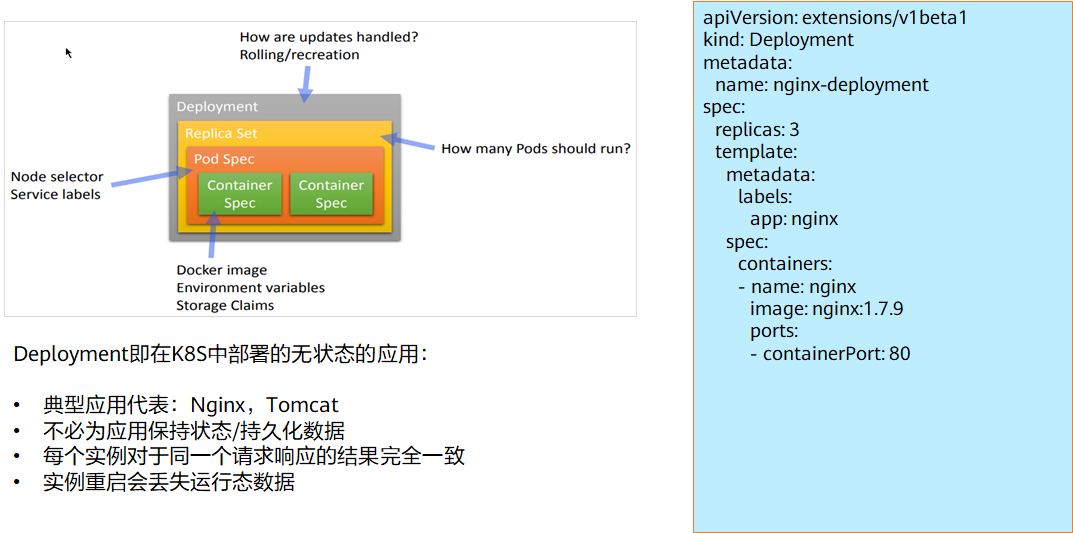 How are updates handled?
Rolling/recreation
Deployment
Replica Set
How many Pods should run?
Pod Spec
Node selector
Service labels
Container
Spec
Container
Spec
Docker image
Environment variables
Storage Claims
Deployment即在K8S中部署的无状态的应用：
• 典型应用代表：Nginx，Tomcat
• 不必为应用保持状态/持久化数据
• 每个实例对于同一个请求响应的结果完全一致
• 实例重启会丢失运行态数据
apiVersion: extensions/v1beta1
kind: Deployment
metadata:
  name: nginx-deployment
spec:
  replicas: 3
  template:
    metadata:
      labels:
        app: nginx
    spec:
      containers:
      - name: nginx
        image: nginx:1.7.9
        ports:
        - containerPort: 80